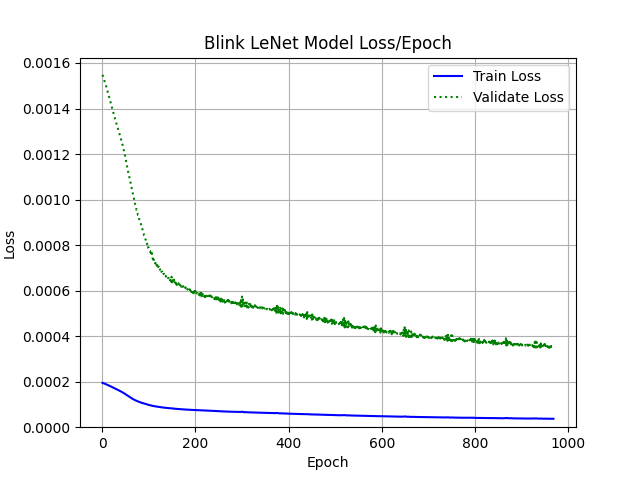 Blink LeNet Model Loss/Epoch
Train Loss
Validate Loss
Loss
0.0016
0.0014
0.0012
0.0010
0.0008
0.0006
0.0004
0.0002
0.0000
0 200 400 600 800 1000
Epoch